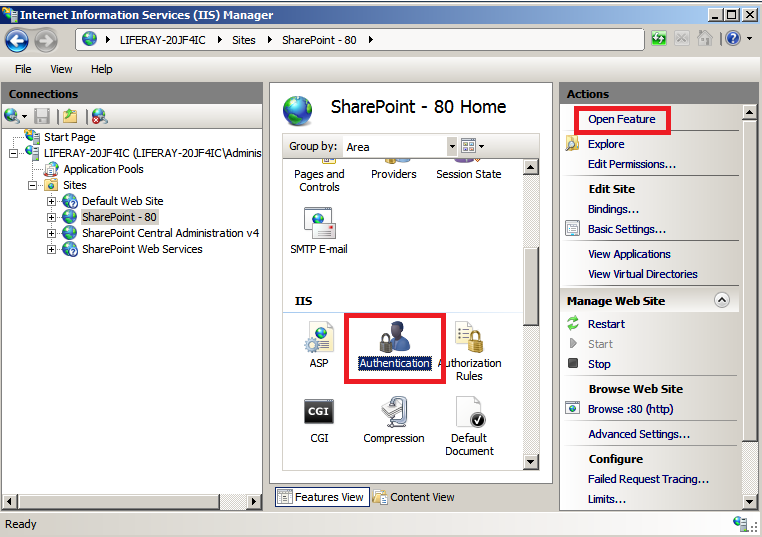 Internet Information Services (IIS) Manager
LIFERAY-20JF4IC
Sites
SharePoint - 80
File
View
Help
Connections
Start Page
LIFERAY-20JF4IC (LIFERAY-20JF4IC\Adminis
Application Pools
Sites
Default Web Site
SharePoint - 80
SharePoint Central Administration v4
SharePoint Web Services
SharePoint - 80 Home
Group by: Area
Pages and
Controls
Providers
Session State
SMTP E-mail
IIS
ASP
Authentication
Authorization
Rules
CGI
CGI
Compression
Default
Document
Features View
Content View
Actions
Open Feature
Explore
Edit Permissions...
Edit Site
Bindings...
Basic Settings...
View Applications
View Virtual Directories
Manage Web Site
Restart
Start
Stop
Browse Web Site
Browse :80 (http)
Advanced Settings...
Configure
Failed Request Tracing...
Limits...
Ready